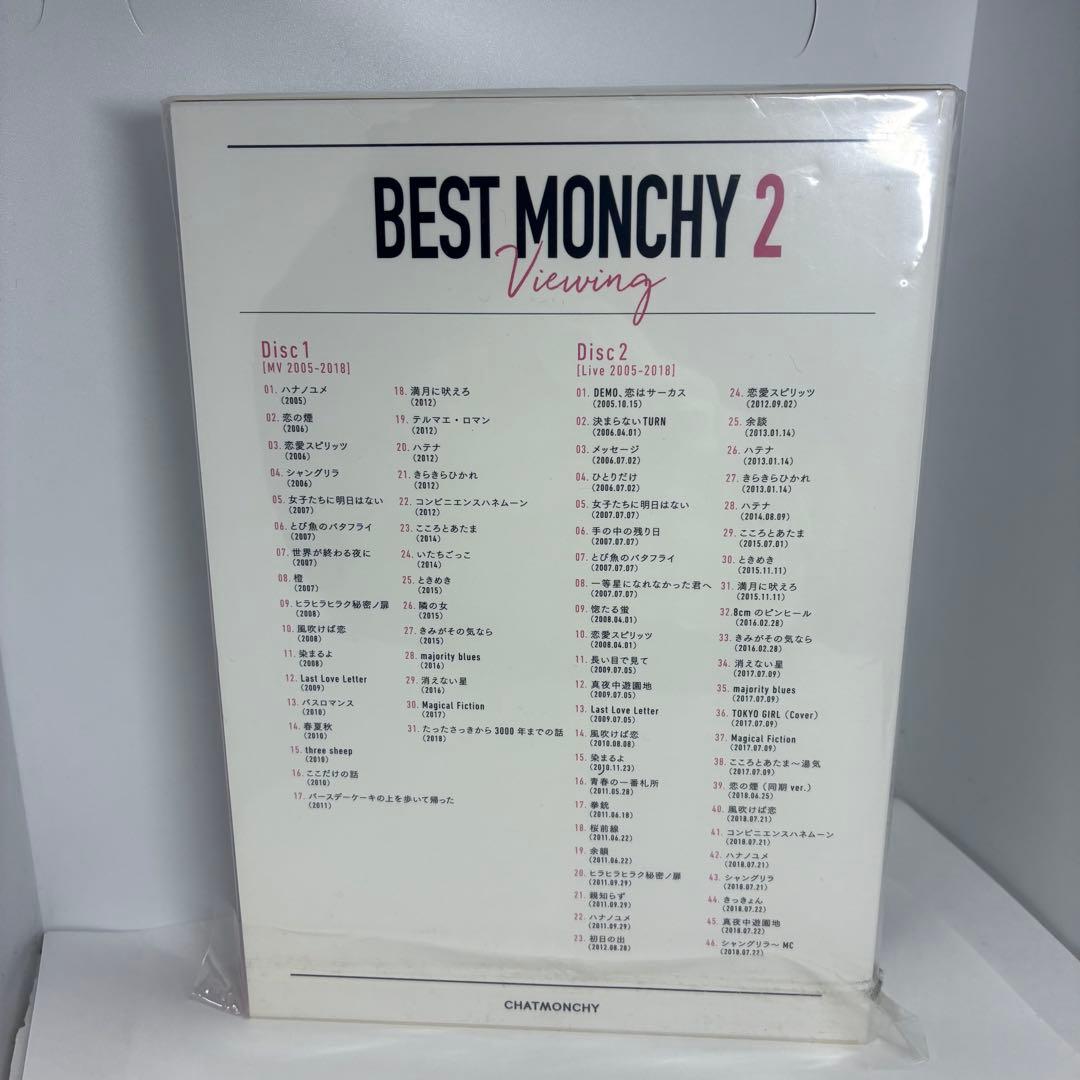 BEST MONCHY 2
Viewing
Disc 1
[MV 2005-2018]
01. ハナノユメ
(2005)
02. 恋の煙
(2006)
03. 恋愛スピリッツ
(2006)
04. シャングリラ
(2006)
05. 女子たちに明日はない
(2007)
06. とび魚のバタフライ
(2007)
07. 世界が終わる夜に
(2007)
08. 橙
(2007)
09. ヒラヒラヒラク秘密ノ扉
(2008)
10. 風吹けば恋
(2008)
11. 染まるよ
(2008)
12. Last Love Letter
(2009)
13. バスロマンス
(2010)
14. 春夏秋
(2010)
15. three sheep
(2010)
16. ここだけの話
(2010)
17. バースデーケーキの上を歩いて帰った
(2011)
18. 満月に吠えろ
(2012)
19. テルマエ・ロマン
(2012)
20. ハテナ
(2012)
21. きらきらひかれ
(2012)
22. コンビニエンスハネムーン
(2012)
23. こころとあたま
(2014)
24. いたちごっこ
(2014)
25. ときめき
(2015)
26. 隣の女
(2015)
27. きみがその気なら
(2015)
28. majority blues
(2016)
29. 消えない星
(2016)
30. Magical Fiction
(2017)
31. たったさっきから3000年までの話
(2018)
Disc 2
[Live 2005-2018]
01. DEMO、恋はサーカス
(2005.10.15)
02. 決まらないTURN
(2006.04.01)
03. メッセージ
(2006.07.02)
04. ひとりだけ
(2006.07.02)
05. 女子たちに明日はない
(2007.07.07)
06. 手の中の残り日
(2007.07.07)
07. とび魚のバタフライ
(2007.07.07)
08. 一等星になれなかった君へ
(2007.07.07)
09. 惚たる蛍
(2008.04.01)
10. 恋愛スピリッツ
(2008.04.01)
11. 長い目で見て
(2009.07.05)
12. 真夜中遊園地
(2009.07.05)
13. Last Love Letter
(2009.07.05)
14. 風吹けば恋
(2010.08.08)
15. 染まるよ
(2010.11.23)
16. 青春の一番札所
(2011.05.28)
17. 拳銃
(2011.06.18)
18. 桜前線
(2011.06.22)
19. 余韻
(2011.06.22)
20. ヒラヒラヒラク秘密ノ扉
(2011.09.29)
21. 親知らず
(2011.09.29)
22. ハナノユメ
(2011.09.29)
23. 初日の出
(2012.08.28)
24. 恋愛スピリッツ
(2012.09.02)
25. 余談
(2013.01.14)
26. ハテナ
(2013.01.14)
27. きらきらひかれ
(2013.01.14)
28. ハテナ
(2014.08.09)
29. こころとあたま
(2015.07.01)
30. ときめき
(2015.11.11)
31. 満月に吠えろ
(2015.11.11)
32. 8cmのピンヒール
(2016.02.28)
33. きみがその気なら
(2016.02.28)
34. 消えない星
(2017.07.09)
35. majority blues
(2017.07.09)
36. TOKYO GIRL (Cover)
(2017.07.09)
37. Magical Fiction
(2017.07.09)
38. こころとあたま〜湯気
(2017.07.09)
39. 恋の煙（同期ver.）
(2018.06.25)
40. 風吹けば恋
(2018.07.21)
41. コンビニエンスハネムーン
(2018.07.21)
42. ハナノユメ
(2018.07.21)
43. シャングリラ
(2018.07.21)
44. きっきょん
(2018.07.22)
45. 真夜中遊園地
(2018.07.22)
46. シャングリラ〜MC
(2018.07.22)
CHATMONCHY